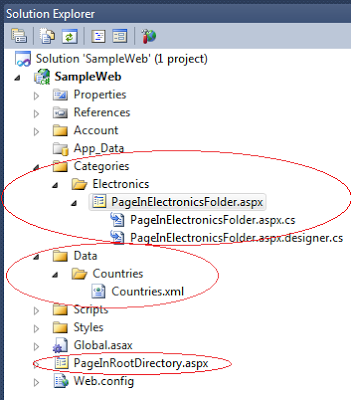 Solution Explorer
Solution 'SampleWeb' (1 project)
SampleWeb
Properties
References
Account
App_Data
Categories
Electronics
PageInElectronicsFolder.aspx
PageInElectronicsFolder.aspx.cs
PageInElectronicsFolder.aspx.designer.cs
Data
Countries
Countries.xml
Scripts
Styles
Global.asax
PageInRootDirectory.aspx
Web.config